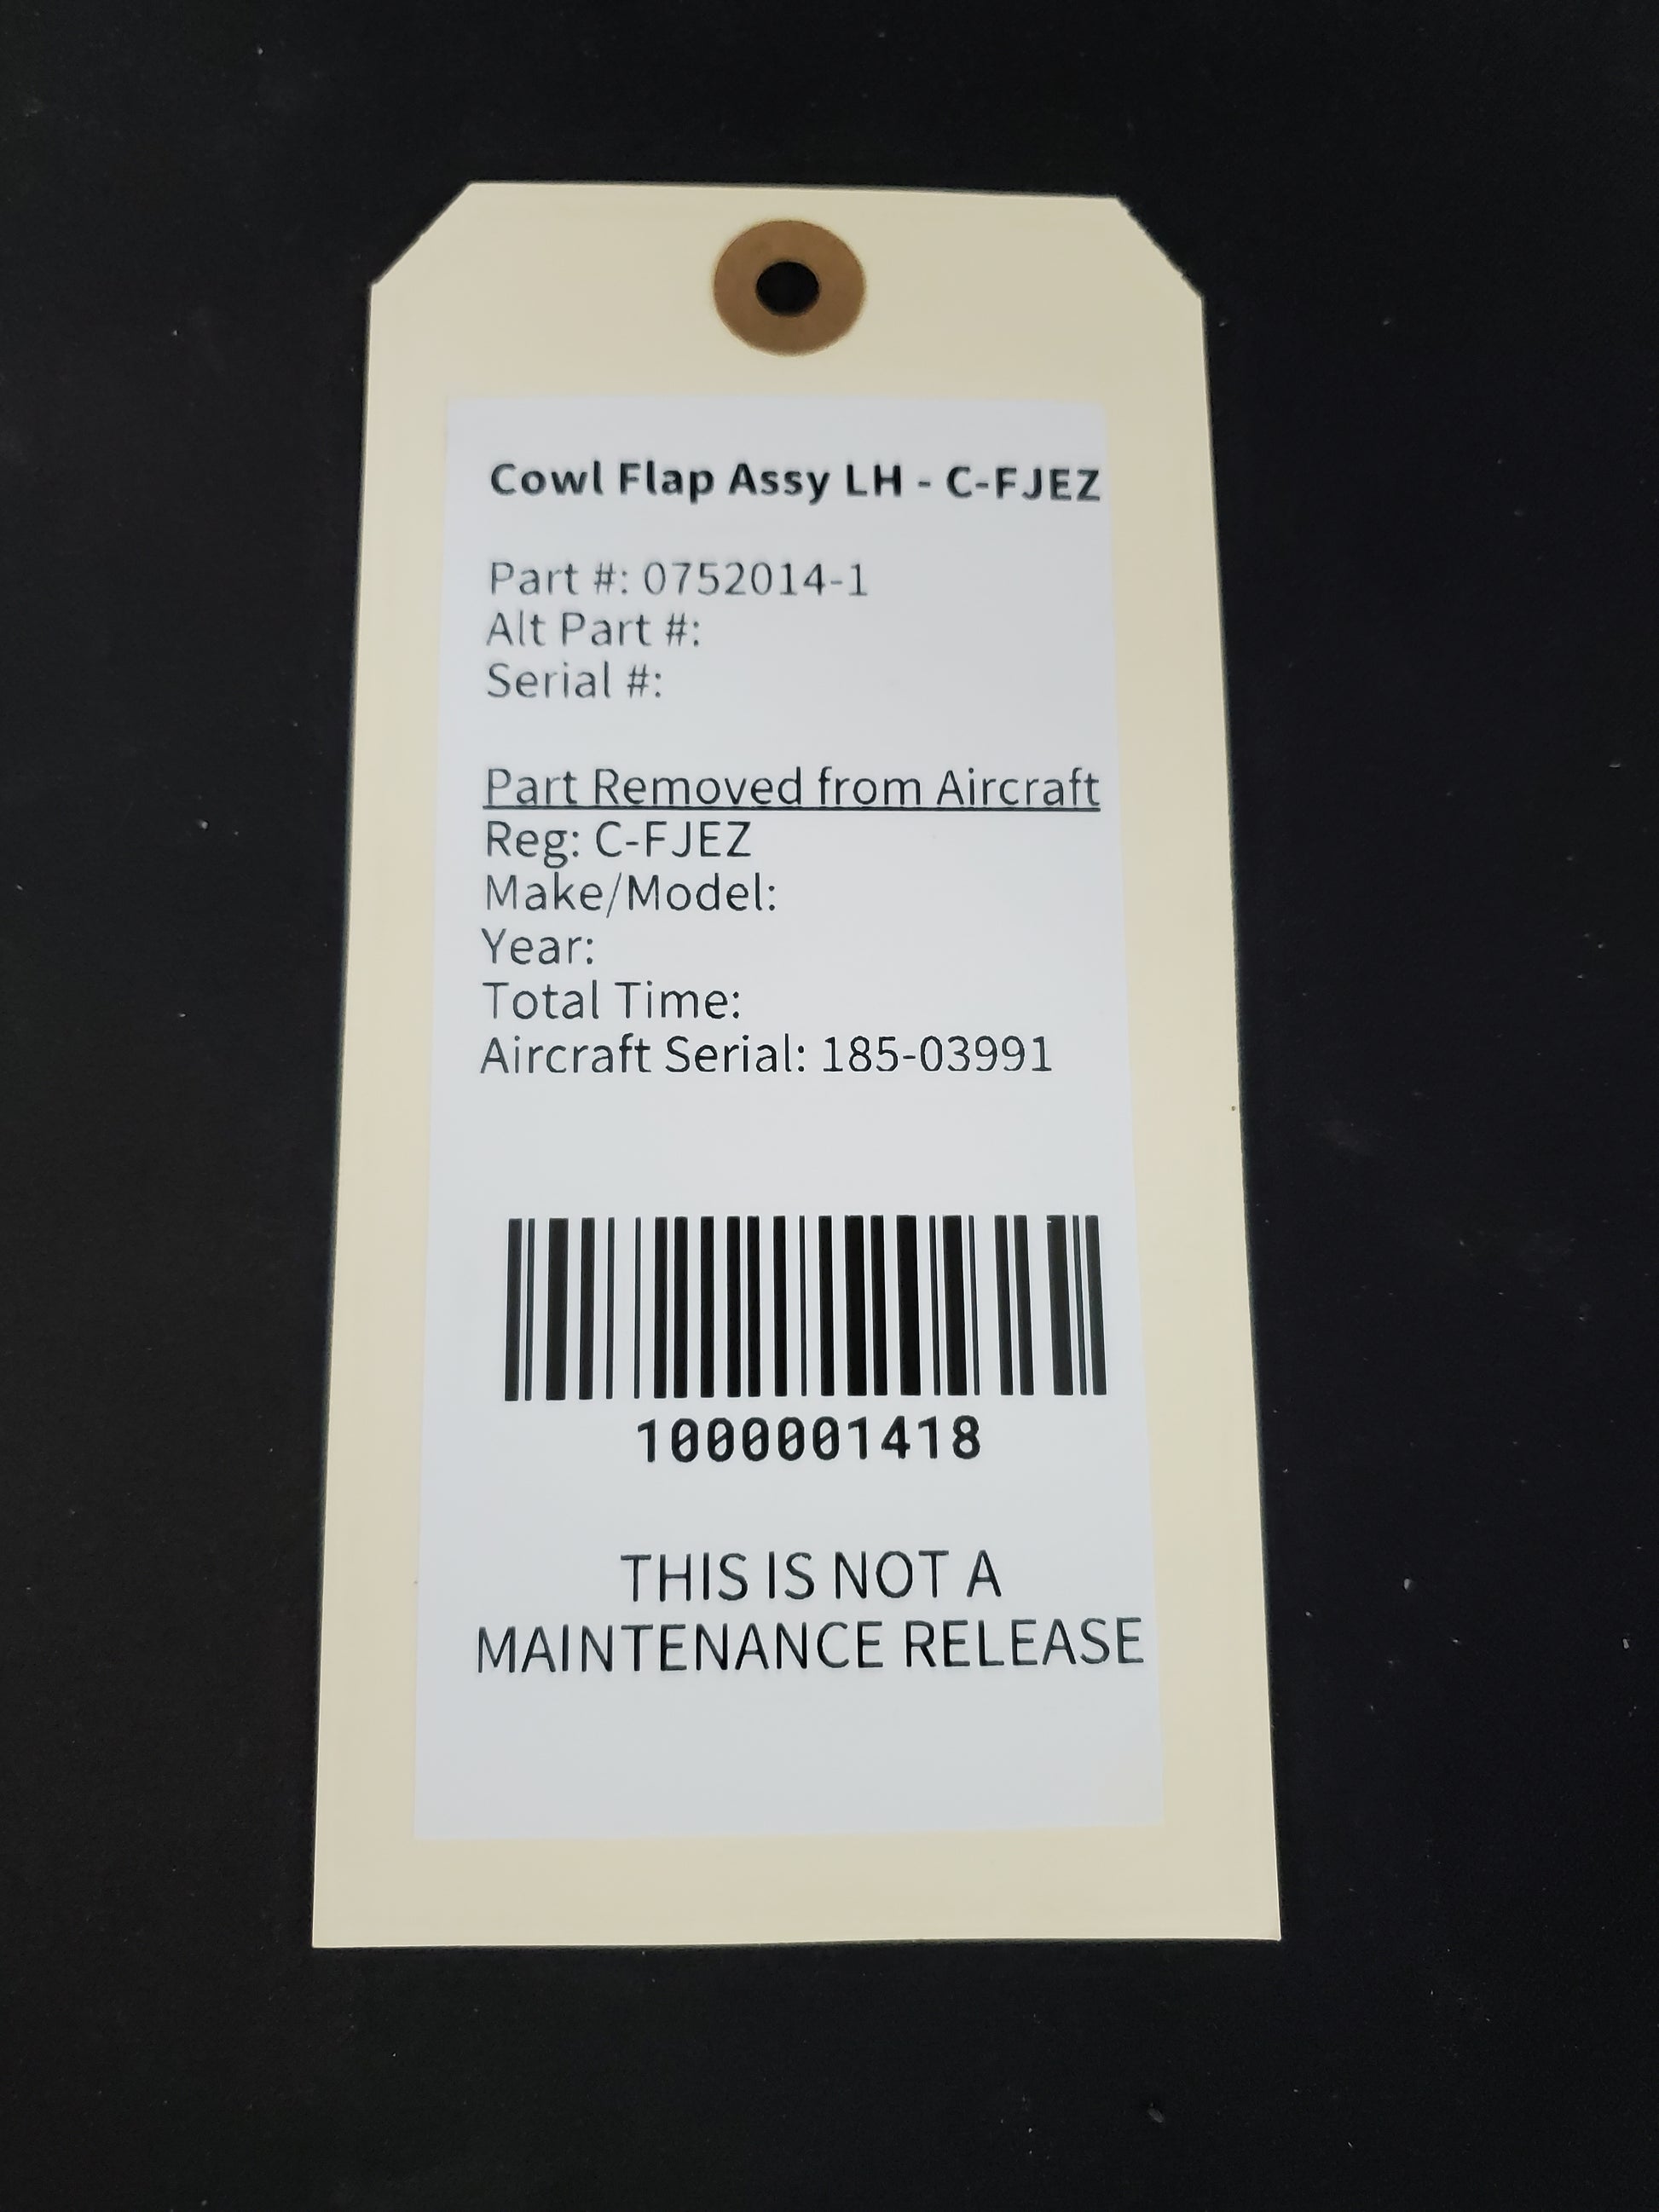 Cowl Flap Assy LH - C-FJEZ
Part #: 0752014-1
Alt Part #:
Serial #:
Part Removed from Aircraft
Reg: C-FJEZ
Make/Model:
Year:
Total Time:
Aircraft Serial: 185-03991
1000001418
THIS IS NOT A
MAINTENANCE RELEASE